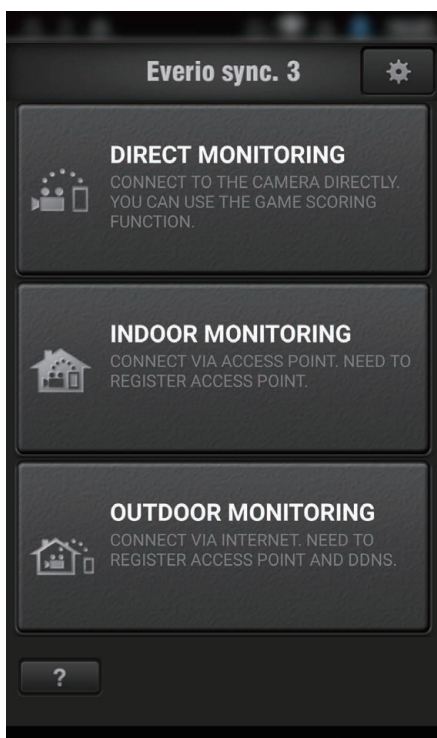 Everio sync. 3
DIRECT MONITORING
CONNECT TO THE CAMERA DIRECTLY.
YOU CAN USE THE GAME SCORING
FUNCTION.
INDOOR MONITORING
CONNECT VIA ACCESS POINT. NEED TO
REGISTER ACCESS POINT.
OUTDOOR MONITORING
CONNECT VIA INTERNET. NEED TO
REGISTER ACCESS POINT AND DDNS.
?